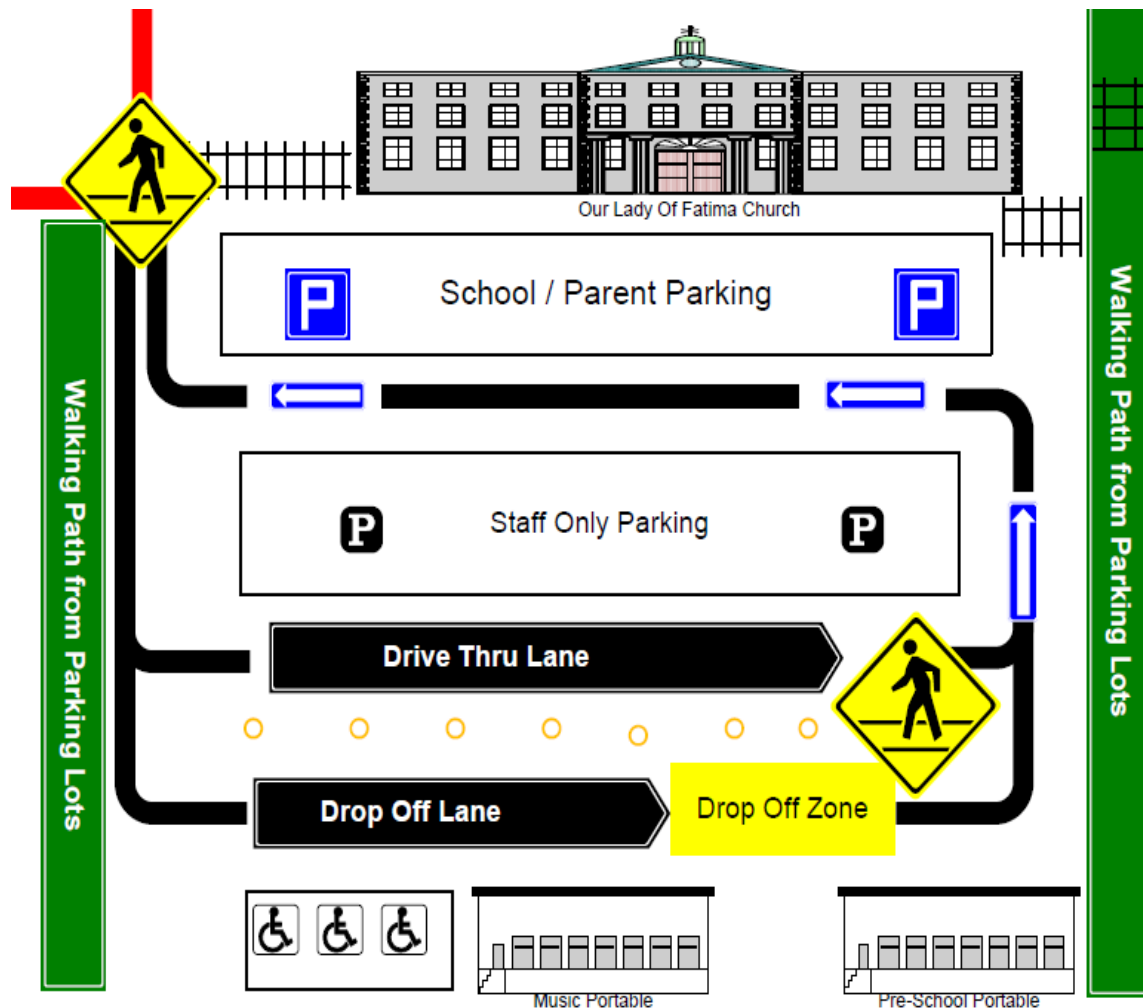 Our Lady Of Fatima Church
P
School / Parent Parking
P
Walking Path from Parking Lots
Walking Path from Parking Lots
P
Staff Only Parking
P
Drive Thru Lane
Drop Off Lane
Drop Off Zone
Music Portable
Pre-School Portable